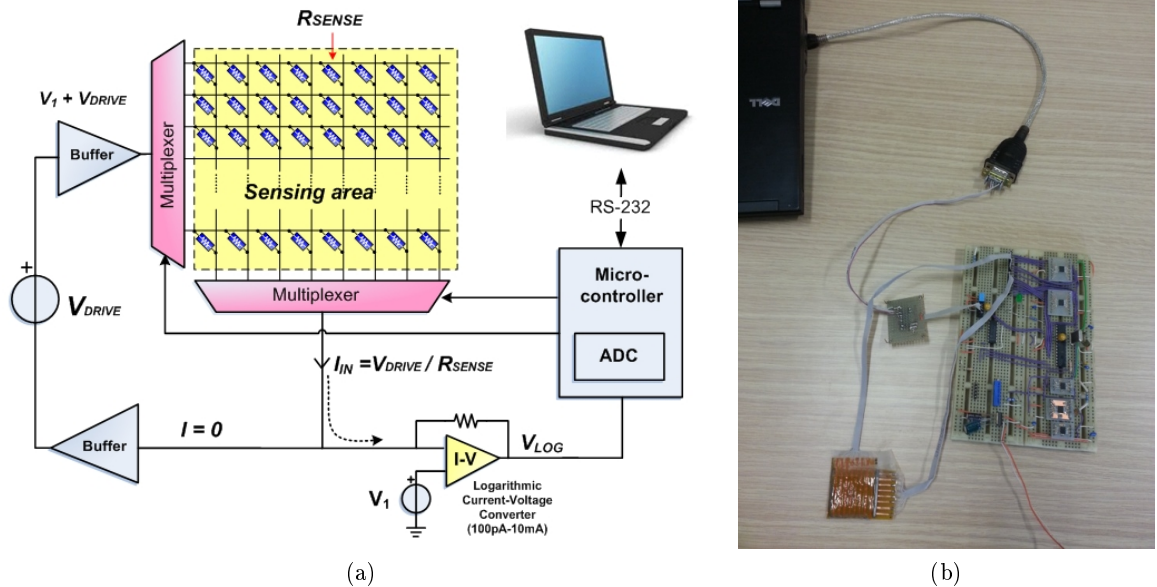 RSENSE
V1 + VDRIVE
Buffer
Multiplexer
Sensing area
RS-232
Multiplexer
Micro-
controller
ADC
+
VDRIVE
IIN =VDRIVE / RSENSE
Buffer
I = 0
I-V
VLOG
+
V1
Logarithmic
Current-Voltage
Converter
(100pA-10mA)
DELL
(a)
(b)